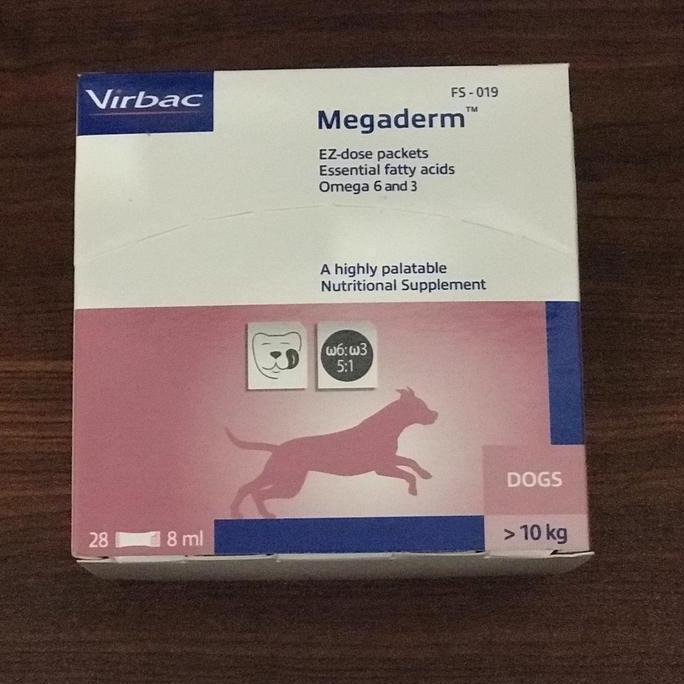 Virbac
FS - 019
Megaderm™
EZ-dose packets
Essential fatty acids
Omega 6 and 3
A highly palatable
Nutritional Supplement
ω6:ω3
5:1
DOGS
28 8 ml
> 10 kg